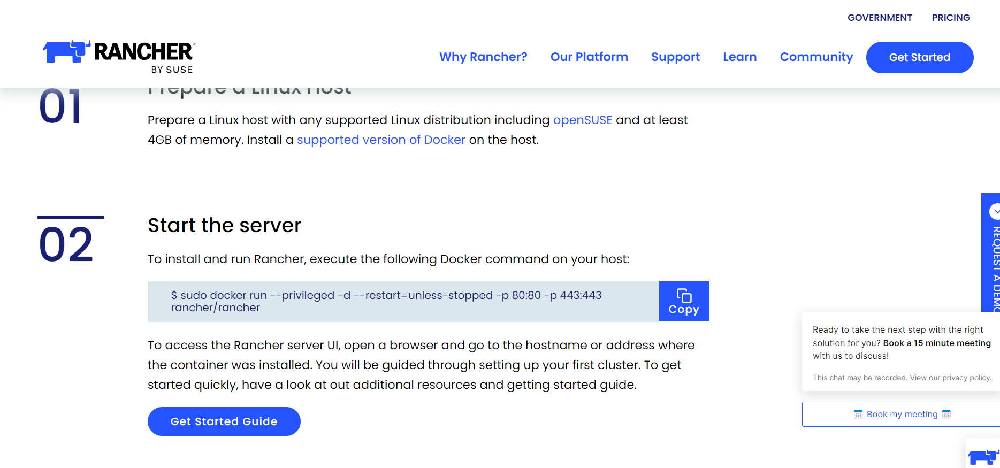 GOVERNMENT PRICING
RANCHER®
BY SUSE
Why Rancher? Our Platform Support Learn Community Get Started
01
Prepare a Linux Host
Prepare a Linux host with any supported Linux distribution including openSUSE and at least
4GB of memory. Install a supported version of Docker on the host.
02
Start the server
To install and run Rancher, execute the following Docker command on your host:
$ sudo docker run --privileged -d --restart=unless-stopped -p 80:80 -p 443:443
rancher/rancher
Copy
To access the Rancher server UI, open a browser and go to the hostname or address where
the container was installed. You will be guided through setting up your first cluster. To get
started quickly, have a look at out additional resources and getting started guide.
Get Started Guide
REQUEST A DEMO
Ready to take the next step with the right
solution for you? Book a 15 minute meeting
with us to discuss!
This chat may be recorded. View our privacy policy.
Book my meeting